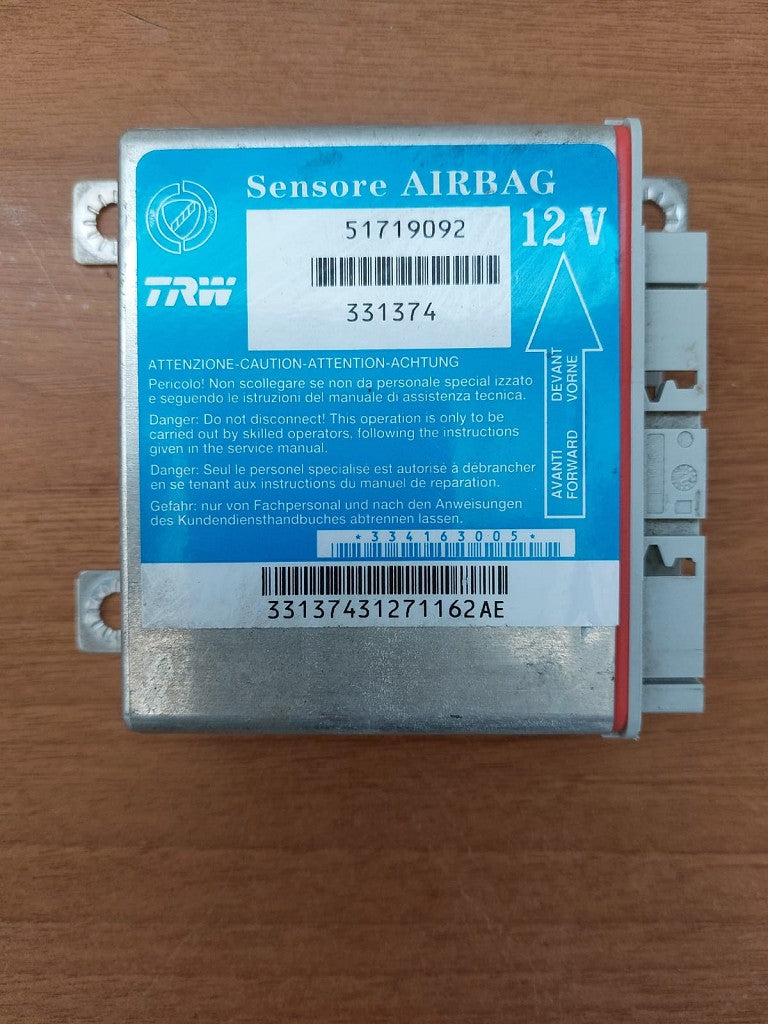 Sensore AIRBAG
51719092
12 V
TRW
331374
ATTENZIONE-CAUTION-ATTENTION-ACHTUNG
Pericolo! Non scollegare se non da personale special izzato
e seguendo le istruzioni del manuale di assistenza tecnica.
Danger: Do not disconnect! This operation is only to be
carried out by skilled operators, following the instructions
given in the service manual.
Danger: Seul le personel specialisé est autorisé à débrancher
en se tenant aux instructions du manuel de reparation.
Gefahr: nur von Fachpersonal und nach den Anweisungen
des Kundendiensthandbuches abtrennen lassen.
AVANTI DEVANT
FORWARD VORNE
*334163005*
33137431271162AE